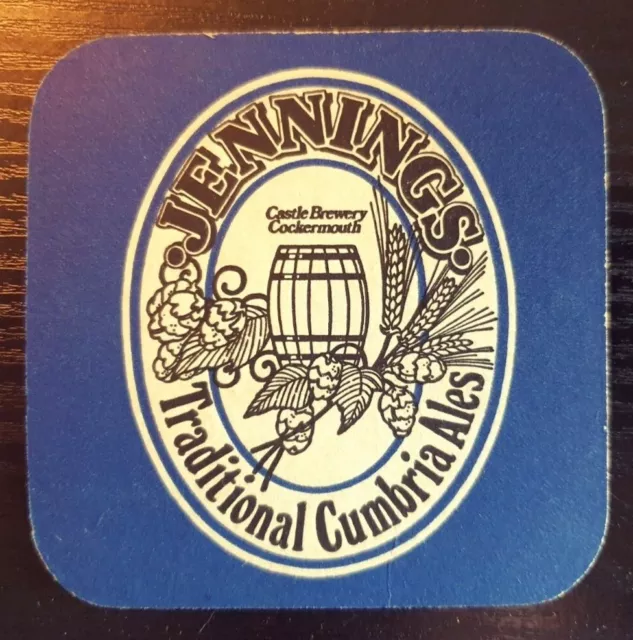 JENNINGS
Castle Brewery
Cockermouth
Traditional Cumbria Ales